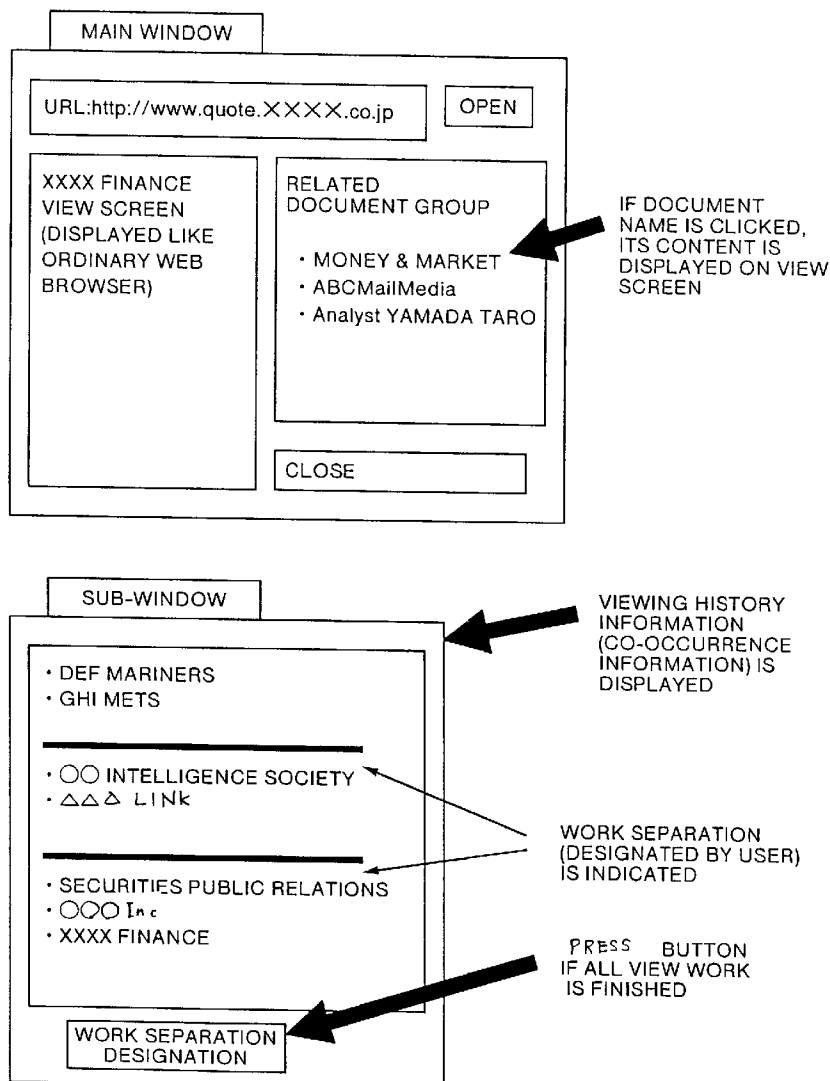 MAIN WINDOW
URL:http://www.quote.××××.co.jp
OPEN
XXXX FINANCE
VIEW SCREEN
(DISPLAYED LIKE
ORDINARY WEB
BROWSER)
RELATED
DOCUMENT GROUP
・MONEY & MARKET
・ABCMailMedia
・Analyst YAMADA TARO
CLOSE
IF DOCUMENT
NAME IS CLICKED,
ITS CONTENT IS
DISPLAYED ON VIEW
SCREEN
SUB-WINDOW
・DEF MARINERS
・GHI METS
・○○ INTELLIGENCE SOCIETY
・△△△ LINk
・SECURITIES PUBLIC RELATIONS
・○○○ Inc
・XXXX FINANCE
WORK SEPARATION
DESIGNATION
VIEWING HISTORY
INFORMATION
(CO-OCCURRENCE
INFORMATION) IS
DISPLAYED
WORK SEPARATION
(DESIGNATED BY USER)
IS INDICATED
PRESS BUTTON
IF ALL VIEW WORK
IS FINISHED